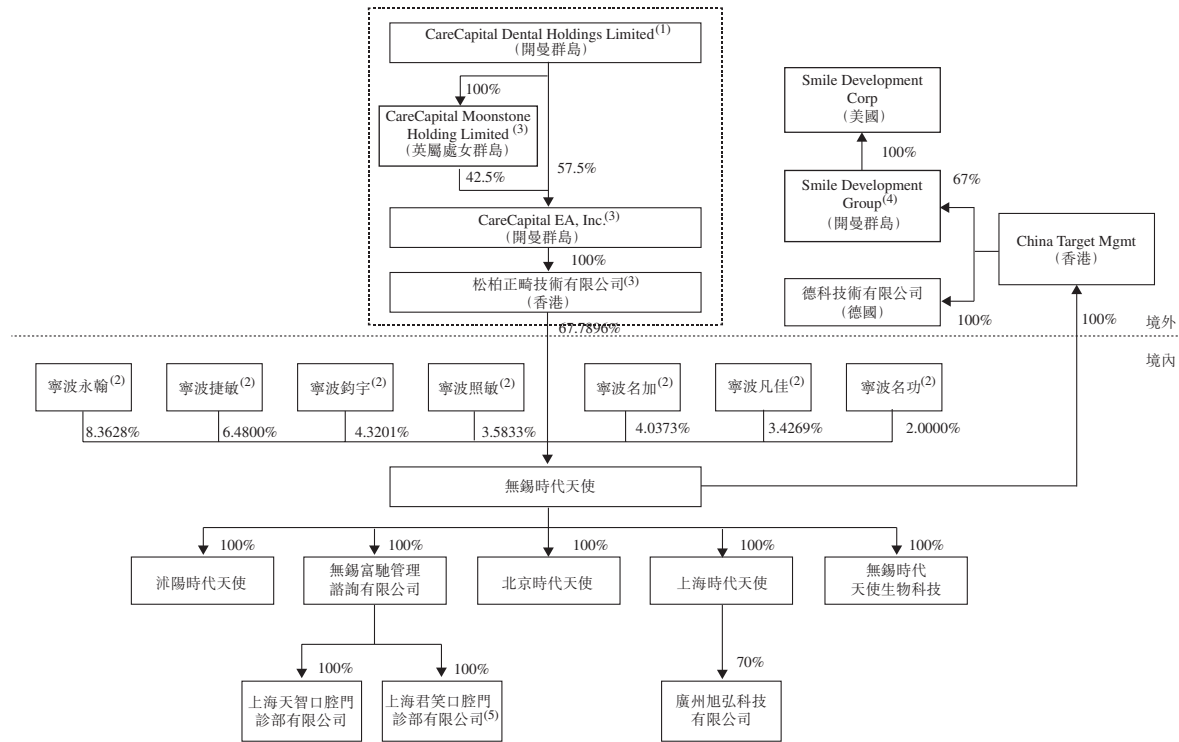 CareCapital Dental Holdings Limited(1)
(開曼群島)
100%
CareCapital Moonstone
Holding Limited (3)
(英屬處女群島)
42.5%
57.5%
CareCapital EA, Inc.(3)
(開曼群島)
100%
松柏正畸技術有限公司(3)
(香港)
67.7896%
Smile Development
Corp
(美國)
100%
Smile Development
Group(4)
(開曼群島)
67%
China Target Mgmt
(香港)
德科技術有限公司
(德國)
100%
100%
境外
境內
寧波永翰(2)
寧波捷敏(2)
寧波鈞宇(2)
寧波照敏(2)
寧波名加(2)
寧波凡佳(2)
寧波名功(2)
8.3628%
6.4800%
4.3201%
3.5833%
4.0373%
3.4269%
2.0000%
無錫時代天使
100%
100%
100%
100%
100%
沭陽時代天使
無錫富馳管理
諮詢有限公司
北京時代天使
上海時代天使
無錫時代
天使生物科技
100%
100%
70%
上海天智口腔門
診部有限公司
上海君笑口腔門
診部有限公司(5)
廣州旭弘科技
有限公司